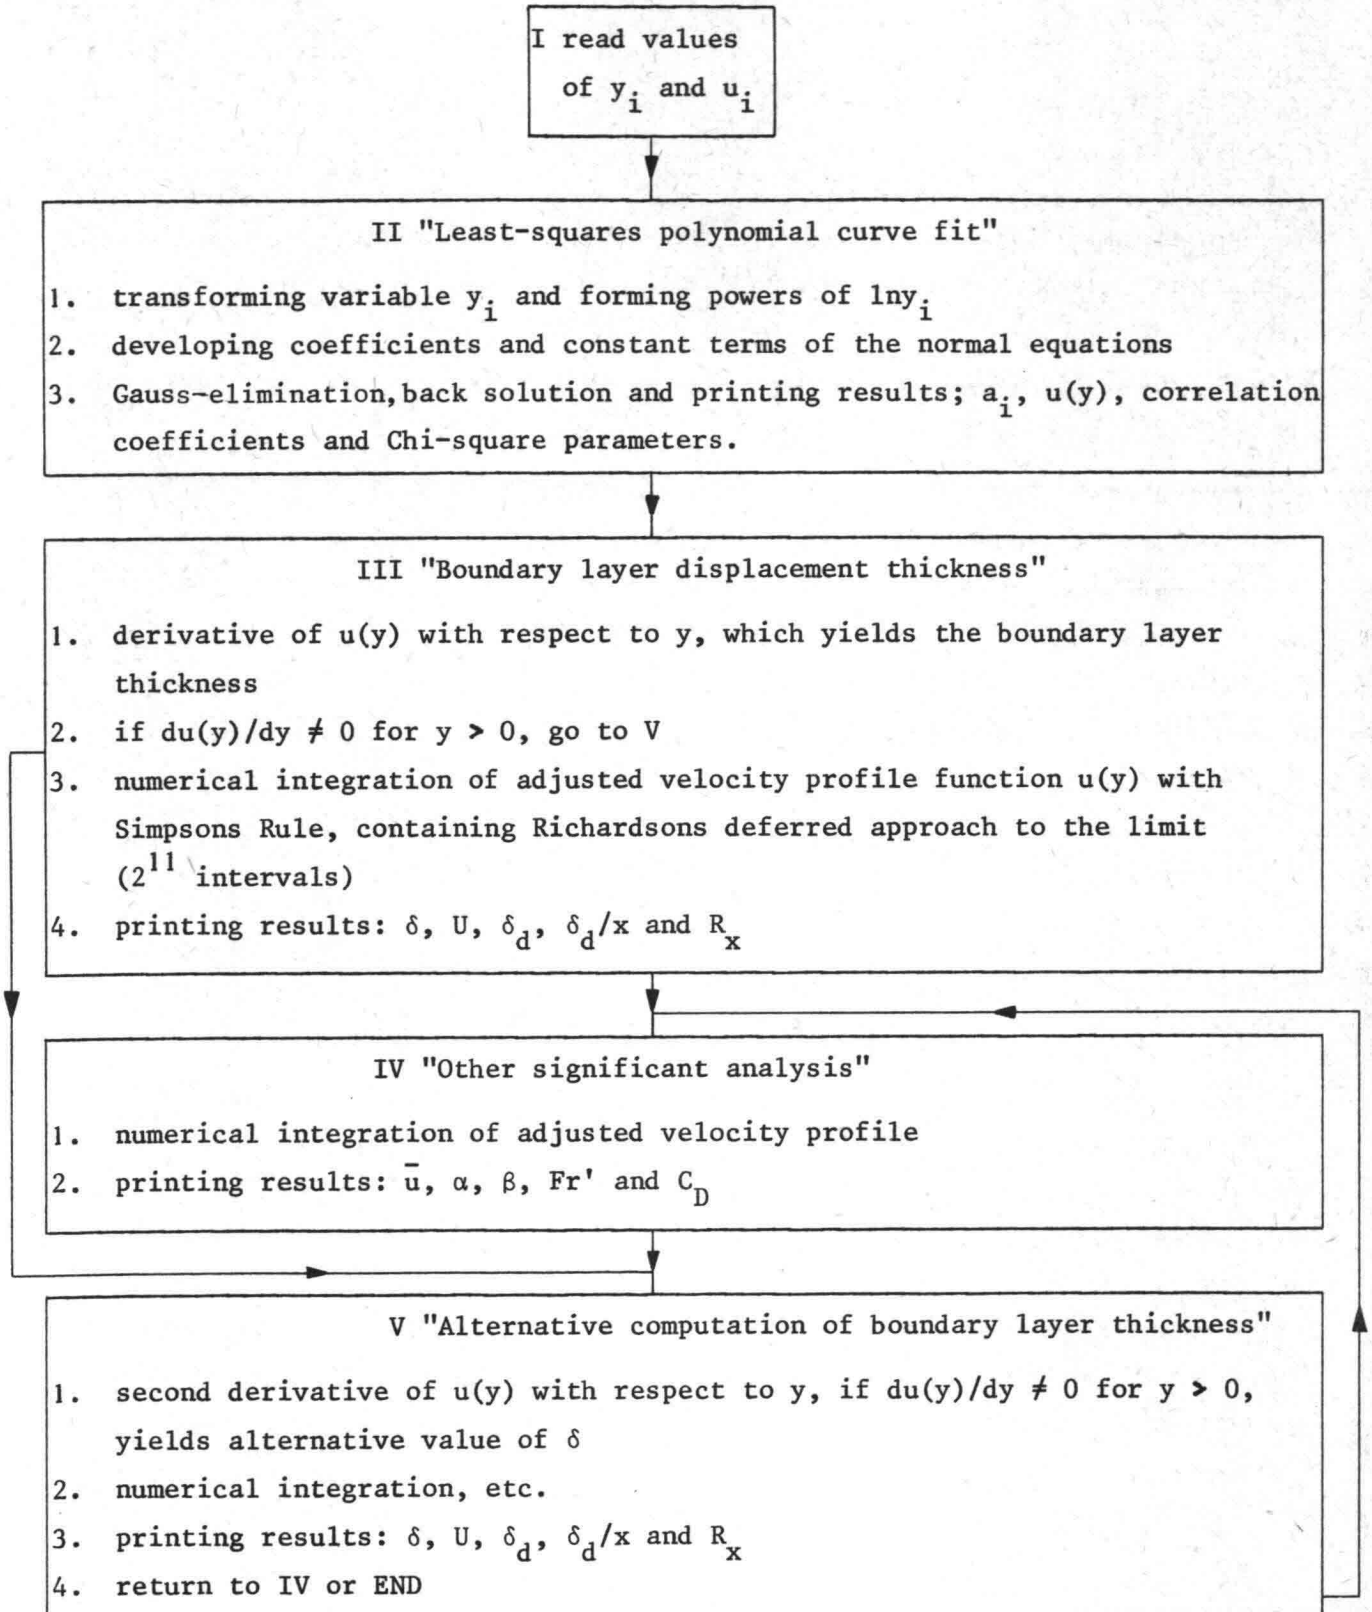 I read values
of y_i and u_i
II "Least-squares polynomial curve fit"
1. transforming variable y_i and forming powers of lny_i
2. developing coefficients and constant terms of the normal equations
3. Gauss-elimination, back solution and printing results; a_i, u(y), correlation
coefficients and Chi-square parameters.
III "Boundary layer displacement thickness"
1. derivative of u(y) with respect to y, which yields the boundary layer
thickness
2. if du(y)/dy ≠ 0 for y > 0, go to V
3. numerical integration of adjusted velocity profile function u(y) with
Simpsons Rule, containing Richardsons deferred approach to the limit
(2^11 intervals)
4. printing results: δ, U, δ_d, δ_d/x and R_x
IV "Other significant analysis"
1. numerical integration of adjusted velocity profile
2. printing results: ū, α, β, Fr' and C_D
V "Alternative computation of boundary layer thickness"
1. second derivative of u(y) with respect to y, if du(y)/dy ≠ 0 for y > 0,
yields alternative value of δ
2. numerical integration, etc.
3. printing results: δ, U, δ_d, δ_d/x and R_x
4. return to IV or END